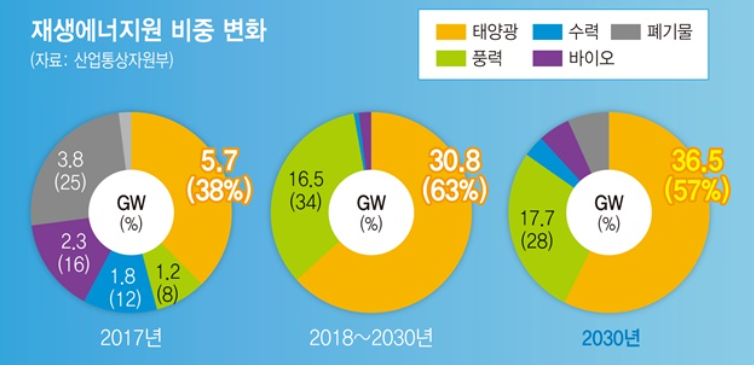 재생에너지원 비중 변화
(자료: 산업통상자원부)
태양광 수력 폐기물
풍력 바이오
GW
(%)
5.7
(38%)
1.2
(8)
1.8
(12)
2.3
(16)
3.8
(25)
2017년
GW
(%)
30.8
(63%)
16.5
(34)
2018~2030년
GW
(%)
36.5
(57%)
17.7
(28)
2030년